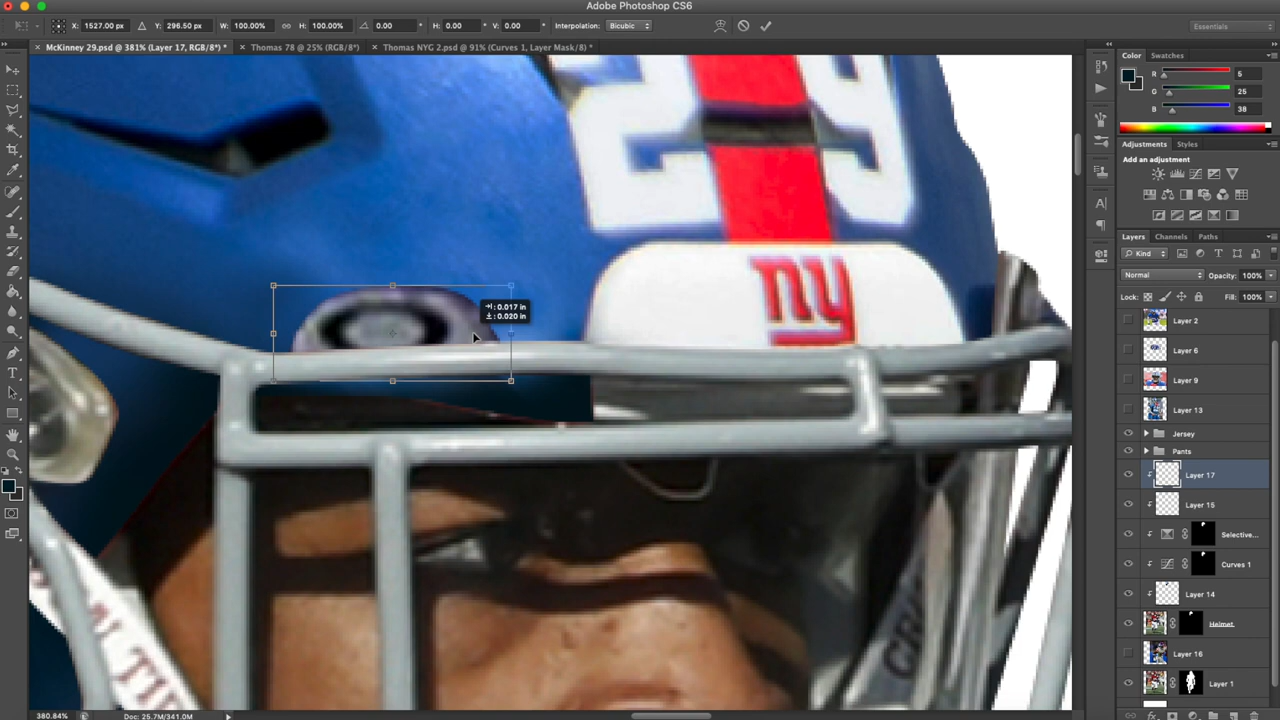 Adobe Photoshop CS6
X: 1527.00 px Y: 296.50 px W: 100.00% H: 100.00% 0.00 H: 0.00 V: 0.00 Interpolation: Bicubic Essentials
McKinney 29.psd @ 381% (Layer 17, RGB/8*) * Thomas 78 @ 25% (RGB/8*) Thomas NYG 2.psd @ 91% (Curves 1, Layer Mask/8) *
Color Swatches
R 5
G 25
B 38
Adjustments Styles
Add an adjustment
Layers Channels Paths
Kind
Normal Opacity: 100%
Lock: Fill: 100%
Layer 2
Layer 6
Layer 9
Layer 13
Jersey
Pants
Layer 17
Layer 15
Selective...
Curves 1
Layer 14
Helmet
Layer 16
Layer 1
29
ny
: 0.017 in
: 0.020 in
380.84% Doc: 25.7M/341.0M